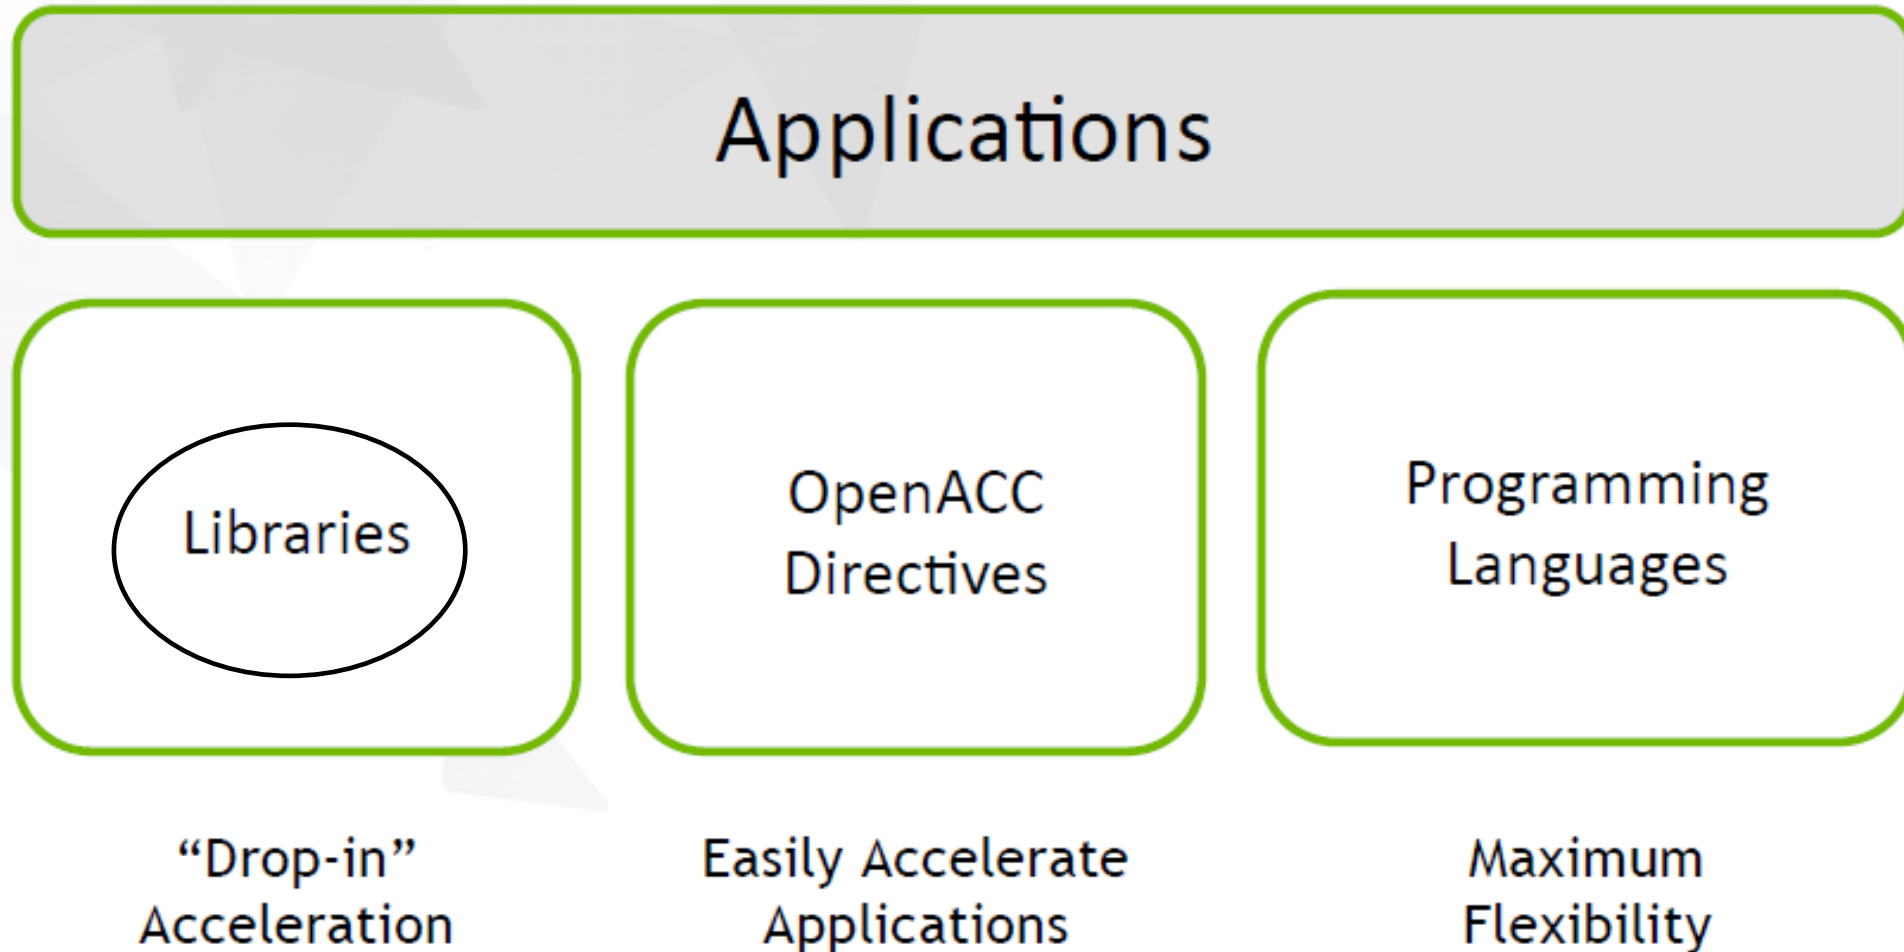 Applications
Libraries
OpenACC
Directives
Programming
Languages
“Drop-in”
Acceleration
Easily Accelerate
Applications
Maximum
Flexibility